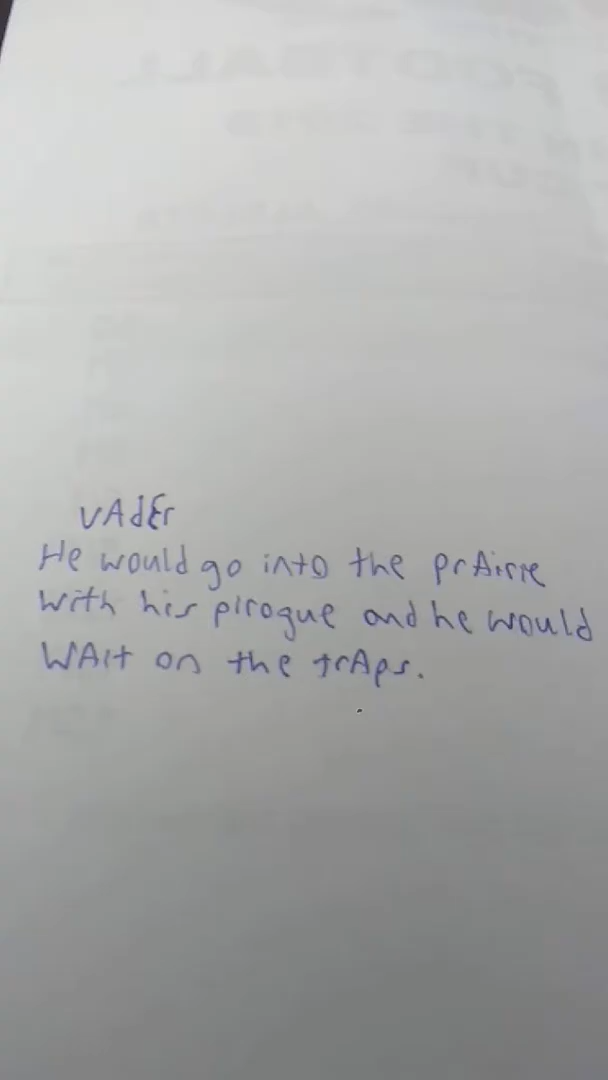 VAdEr
He would go into the prAirie
with his pirogue and he would
WAit on the trAps.